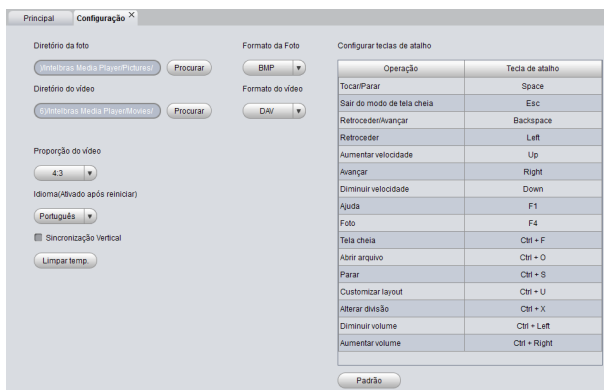 Principal Configuração X
Diretório da foto Formato da Foto Configurar teclas de atalho
)/Intelbras Media Player/Pictures/ Procurar BMP
Diretório do vídeo Formato do vídeo
6)/Intelbras Media Player/Movies/ Procurar DAV
Proporção do vídeo
4:3
Idioma(Ativado após reiniciar)
Português
Sincronização Vertical
Limpar temp.
Operação Tecla de atalho
Tocar/Parar Space
Sair do modo de tela cheia Esc
Retroceder/Avançar Backspace
Retroceder Left
Aumentar velocidade Up
Avançar Right
Diminuir velocidade Down
Ajuda F1
Foto F4
Tela cheia Ctrl + F
Abrir arquivo Ctrl + O
Parar Ctrl + S
Customizar layout Ctrl + U
Alterar divisão Ctrl + X
Diminuir volume Ctrl + Left
Aumentar volume Ctrl + Right
Padrão